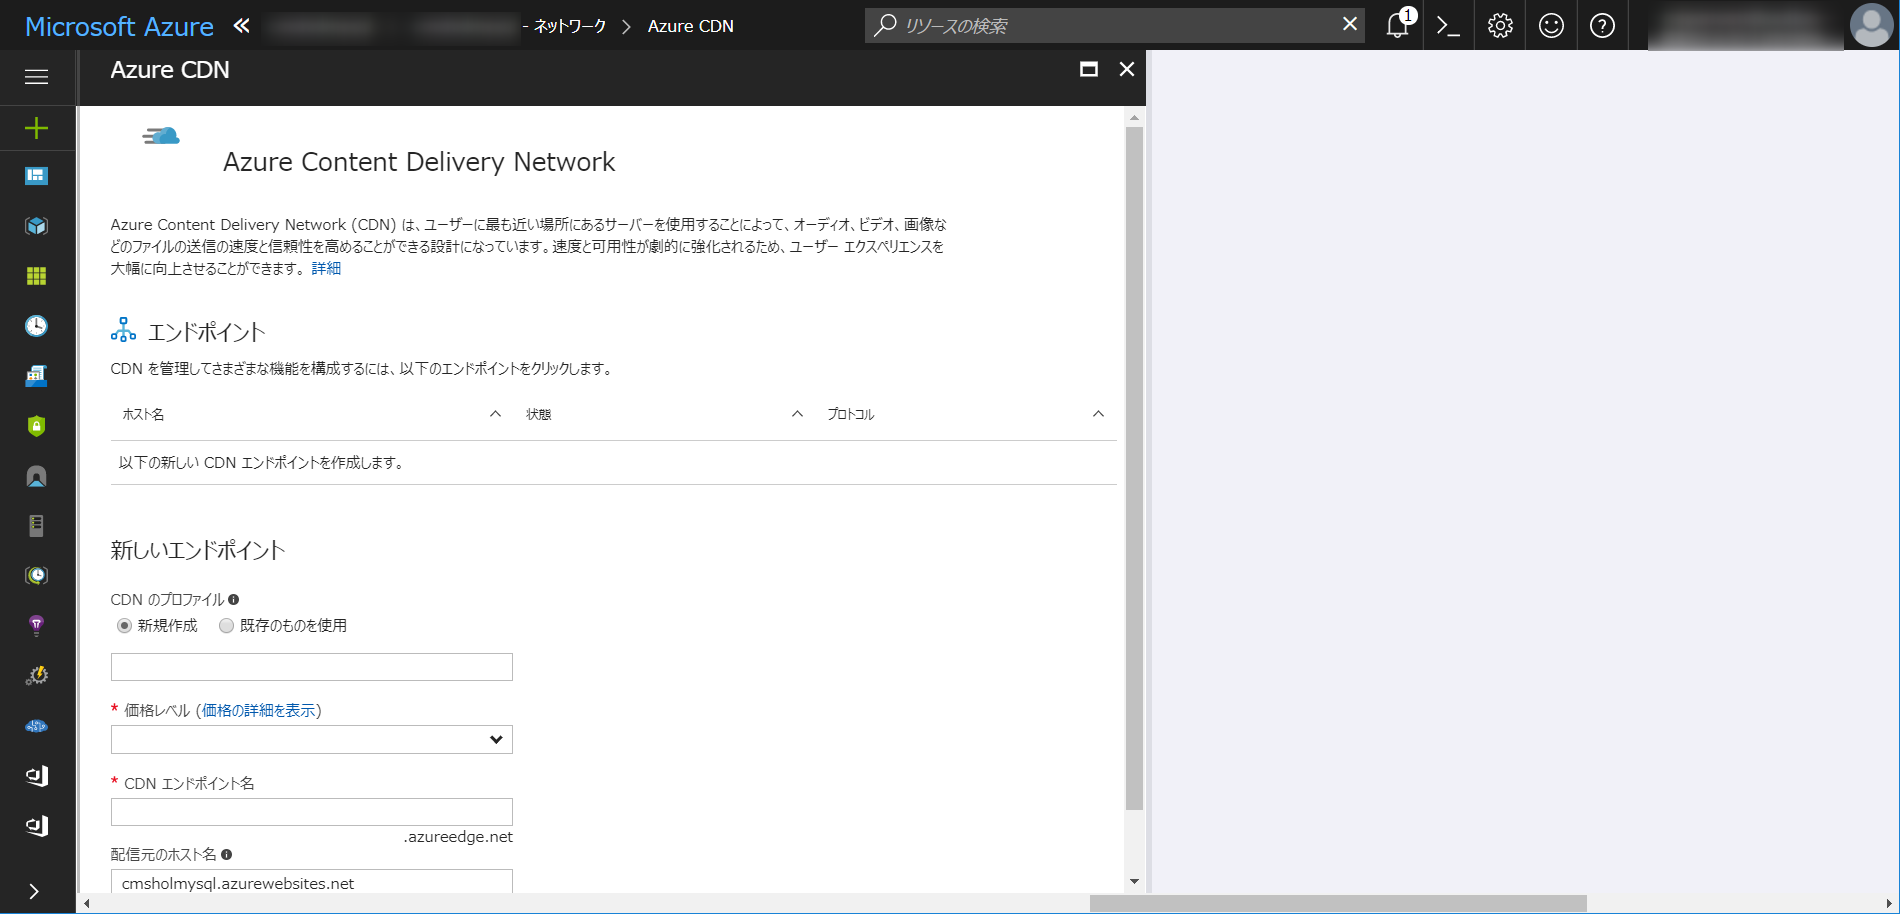 Microsoft Azure
- ネットワーク
Azure CDN
リソースの検索
1
Azure CDN
Azure Content Delivery Network
Azure Content Delivery Network (CDN) は、ユーザーに最も近い場所にあるサーバーを使用することによって、オーディオ、ビデオ、画像な
どのファイルの送信の速度と信頼性を高めることができる設計になっています。速度と可用性が劇的に強化されるため、ユーザー エクスペリエンスを
大幅に向上させることができます。 詳細
エンドポイント
CDN を管理してさまざまな機能を構成するには、以下のエンドポイントをクリックします。
ホスト名 状態 プロトコル
以下の新しい CDN エンドポイントを作成します。
新しいエンドポイント
CDN のプロファイル
新規作成 既存のものを使用
* 価格レベル (価格の詳細を表示)
* CDN エンドポイント名
.azureedge.net
配信元のホスト名
cmsholmysql.azurewebsites.net